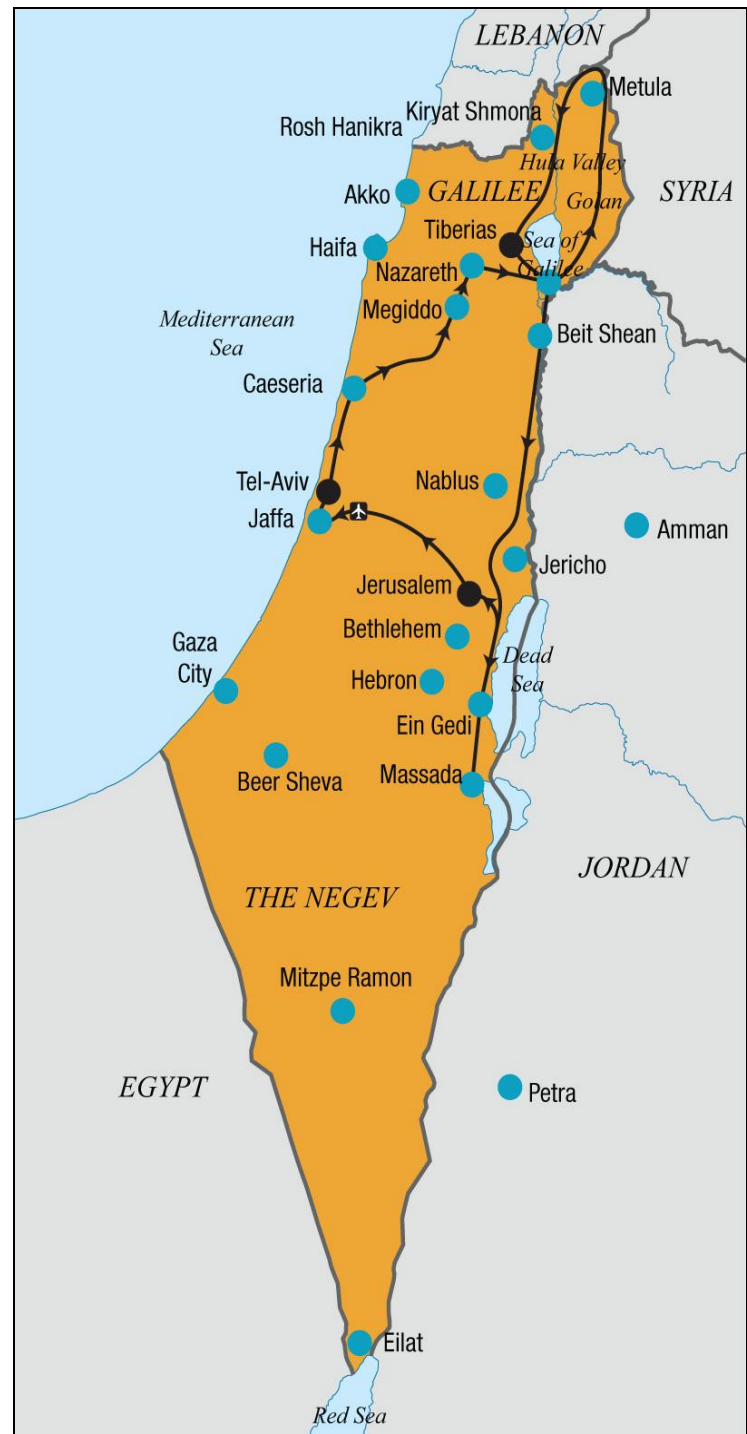 LEBANON
Metula
Kiryat Shmona
Rosh Hanikra
Hula Valley
Akko
GALILEE
Golan
SYRIA
Tiberias
Haifa
Sea of
Galilee
Nazareth
Megiddo
Mediterranean
Sea
Beit Shean
Caeseria
Tel-Aviv
Nablus
Jaffa
Amman
Jericho
Jerusalem
Bethlehem
Gaza
City
Dead
Sea
Hebron
Ein Gedi
Beer Sheva
Massada
JORDAN
THE NEGEV
Mitzpe Ramon
EGYPT
Petra
Eilat
Red Sea